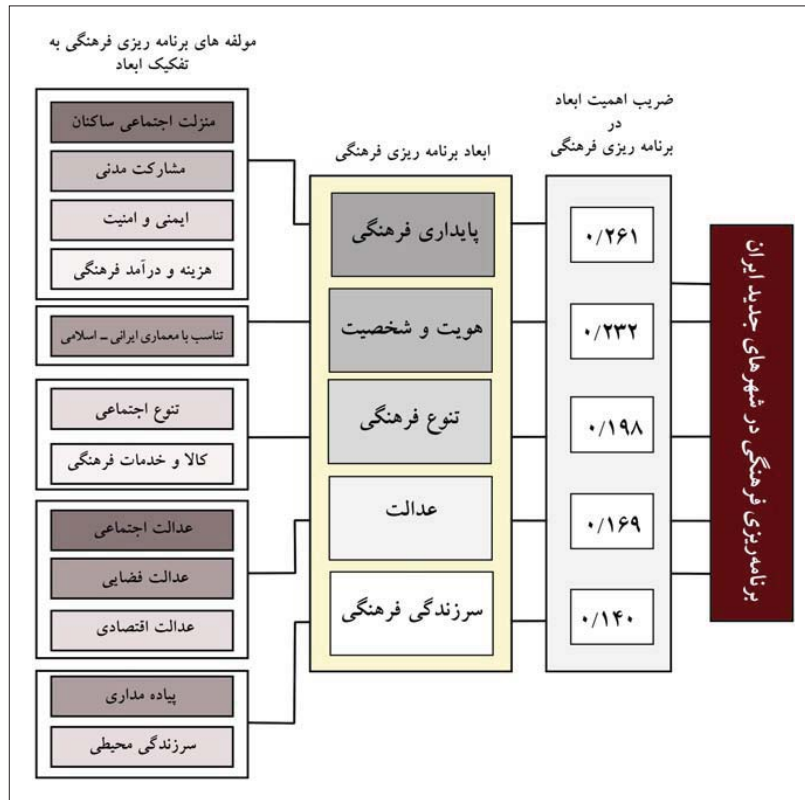 ضریب اهمیت ابعاد
در
برنامه ریزی فرهنگی
ابعاد برنامه ریزی فرهنگی
مولفه های برنامه ریزی فرهنگی به
تفکیک ابعاد
برنامه‌ریزی فرهنگی در شهرهای جدید ایران
۰/۲۶۱
۰/۲۳۲
۰/۱۹۸
۰/۱۶۹
۰/۱۴۰
پایداری فرهنگی
هویت و شخصیت
تنوع فرهنگی
عدالت
سرزندگی فرهنگی
منزلت اجتماعی ساکنان
مشارکت مدنی
ایمنی و امنیت
هزینه و درآمد فرهنگی
تناسب با معماری ایرانی – اسلامی
تنوع اجتماعی
کالا و خدمات فرهنگی
عدالت اجتماعی
عدالت فضایی
عدالت اقتصادی
پیاده مداری
سرزندگی محیطی